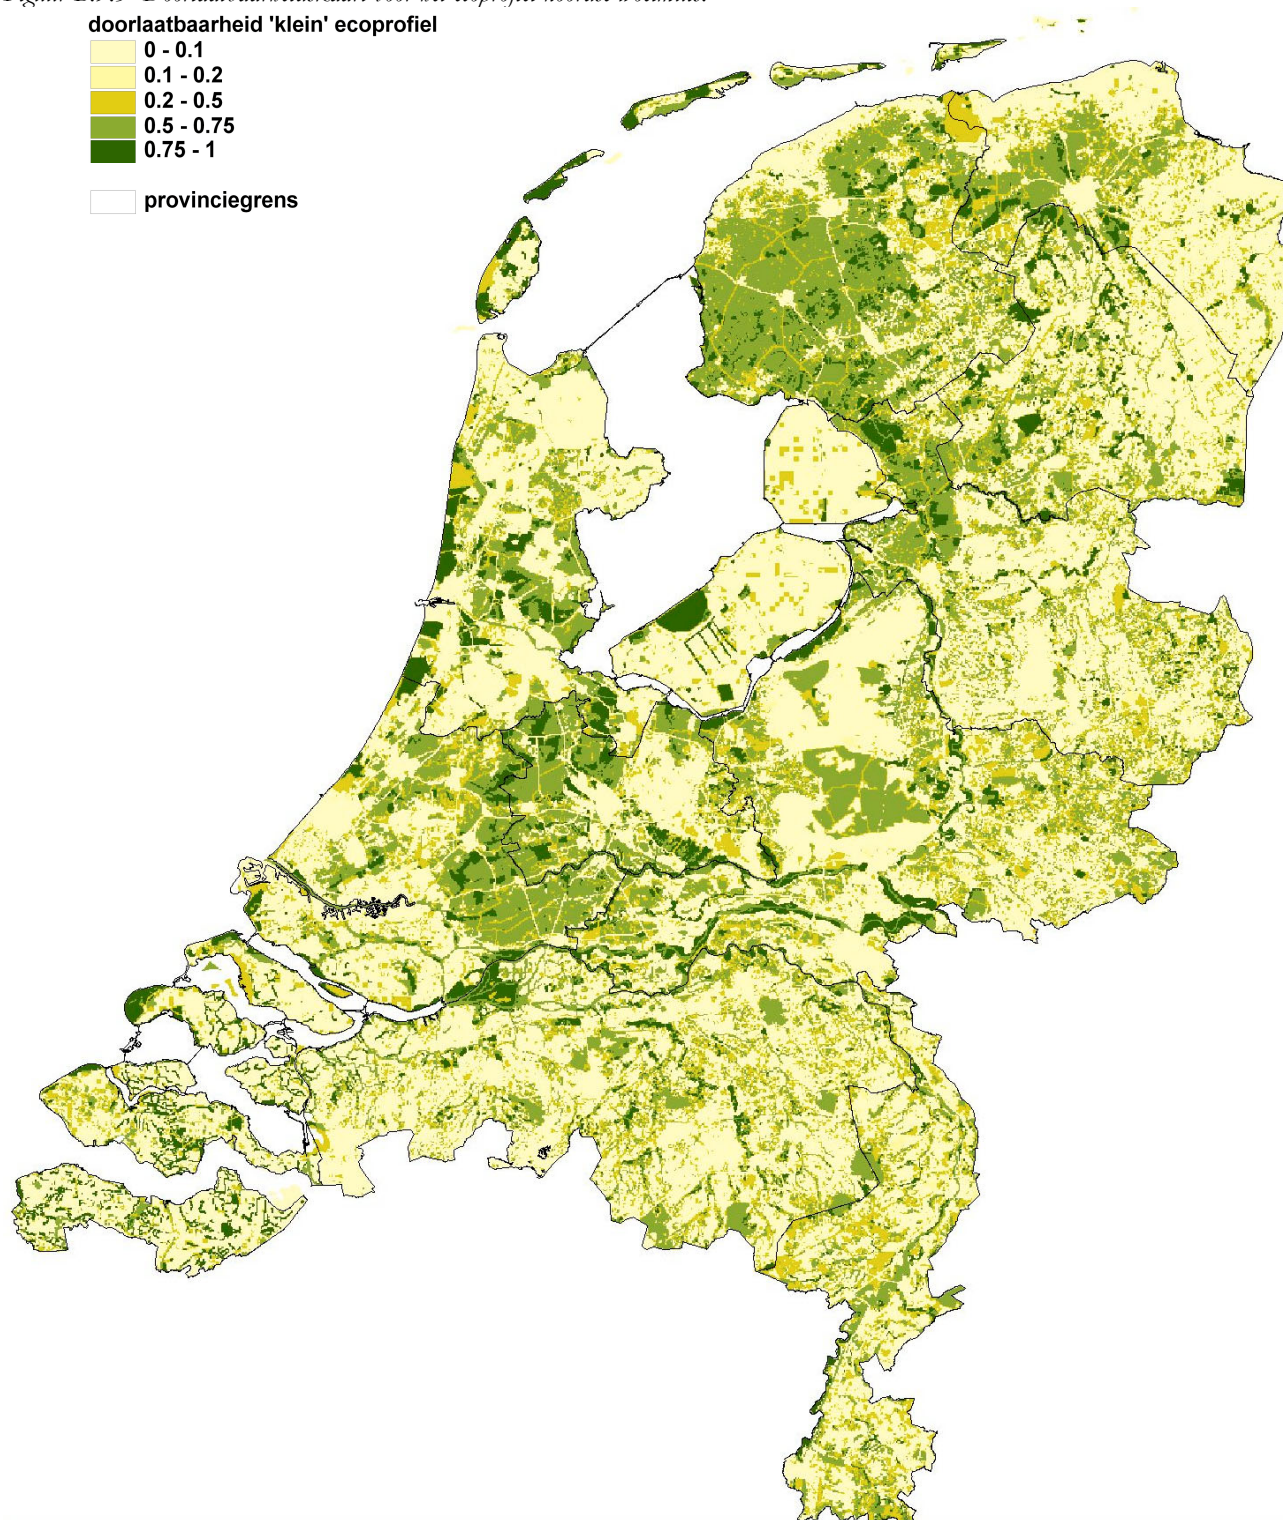 doorlaatbaarheid 'klein' ecoprofiel
0 - 0.1
0.1 - 0.2
0.2 - 0.5
0.5 - 0.75
0.75 - 1
provinciegrens